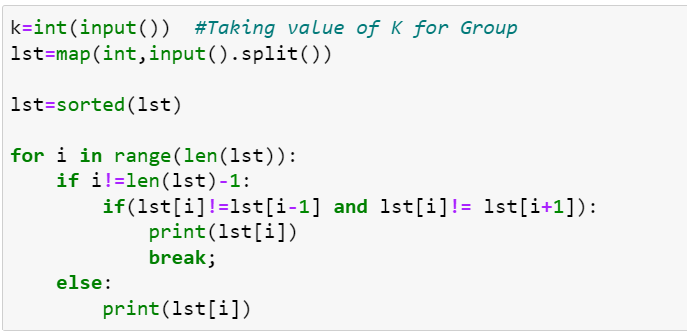 k=int(input())  #Taking value of K for Group
lst=map(int,input().split())

lst=sorted(lst)

for i in range(len(lst)):
    if i!=len(lst)-1:
        if(lst[i]!=lst[i-1] and lst[i]!= lst[i+1]):
            print(lst[i])
            break;
    else:
        print(lst[i])